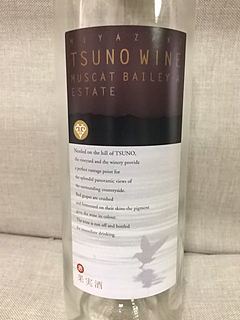 MIYAZAKI
TSUNO WINE
MUSCAT BAILEY-A
ESTATE
Nestled on the hill of TSUNO,
the vineyard and the winery provide
a perfect vantage point for
the splendid panoramic views of
the surrounding countryside.
Red grapes are crushed
and fermented on their skins-the pigment
give the wine its colour.
The wine is run off and bottled
for immediate drinking.
果実酒